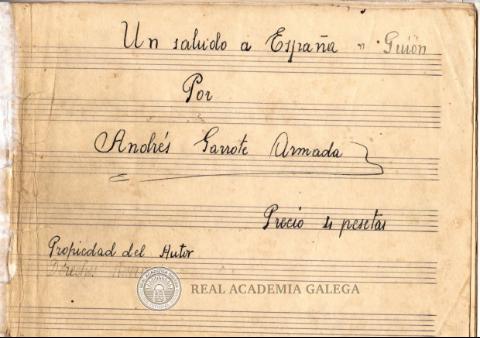 Un saludo a España " Guión
Por
Andrés Garrote Armada
Precio 4 pesetas
Propiedad del Autor
REAL ACADEMIA GALEGA